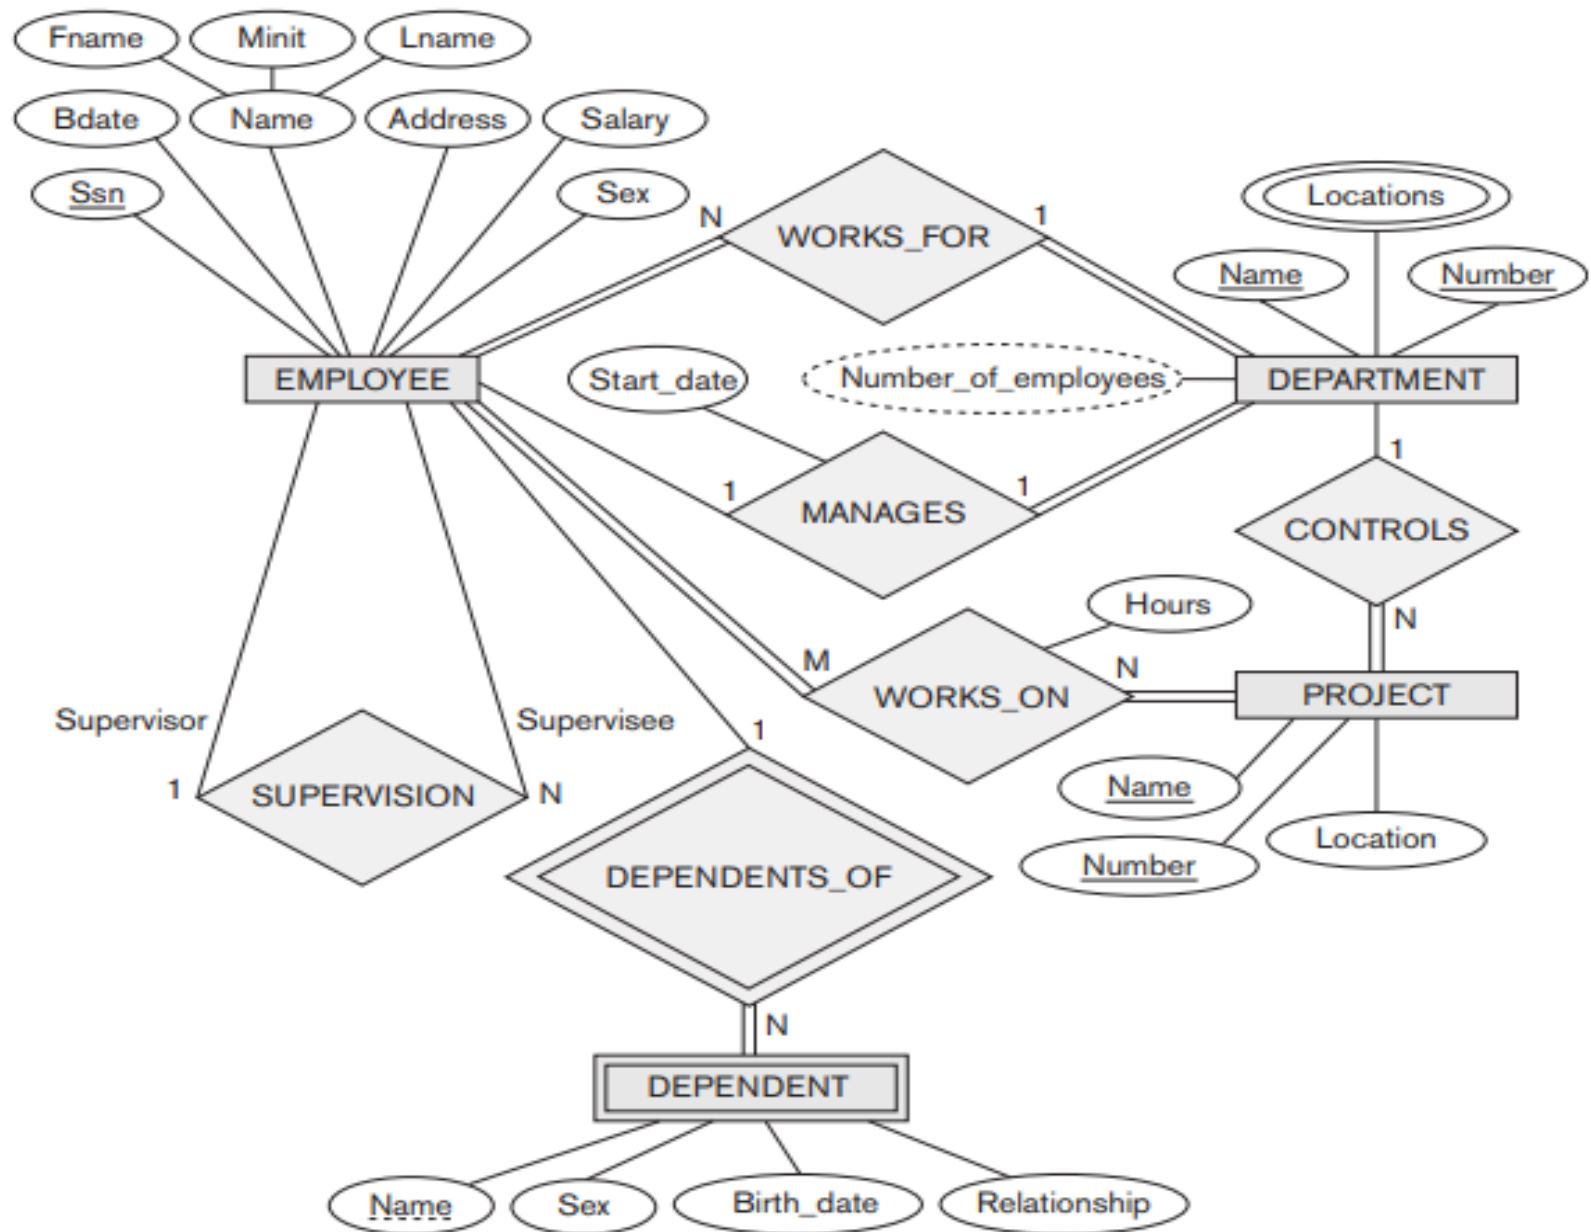 Fname Minit Lname
Bdate Name Address Salary
Ssn Sex
N WORKS_FOR 1
Locations
Name Number
EMPLOYEE Start_date Number_of_employees DEPARTMENT
1 MANAGES 1
1
CONTROLS
N
Hours
M WORKS_ON N
PROJECT
Supervisor Supervisee
1 SUPERVISION N
1
Name
Number
Location
DEPENDENTS_OF
N
DEPENDENT
Name Sex Birth_date Relationship